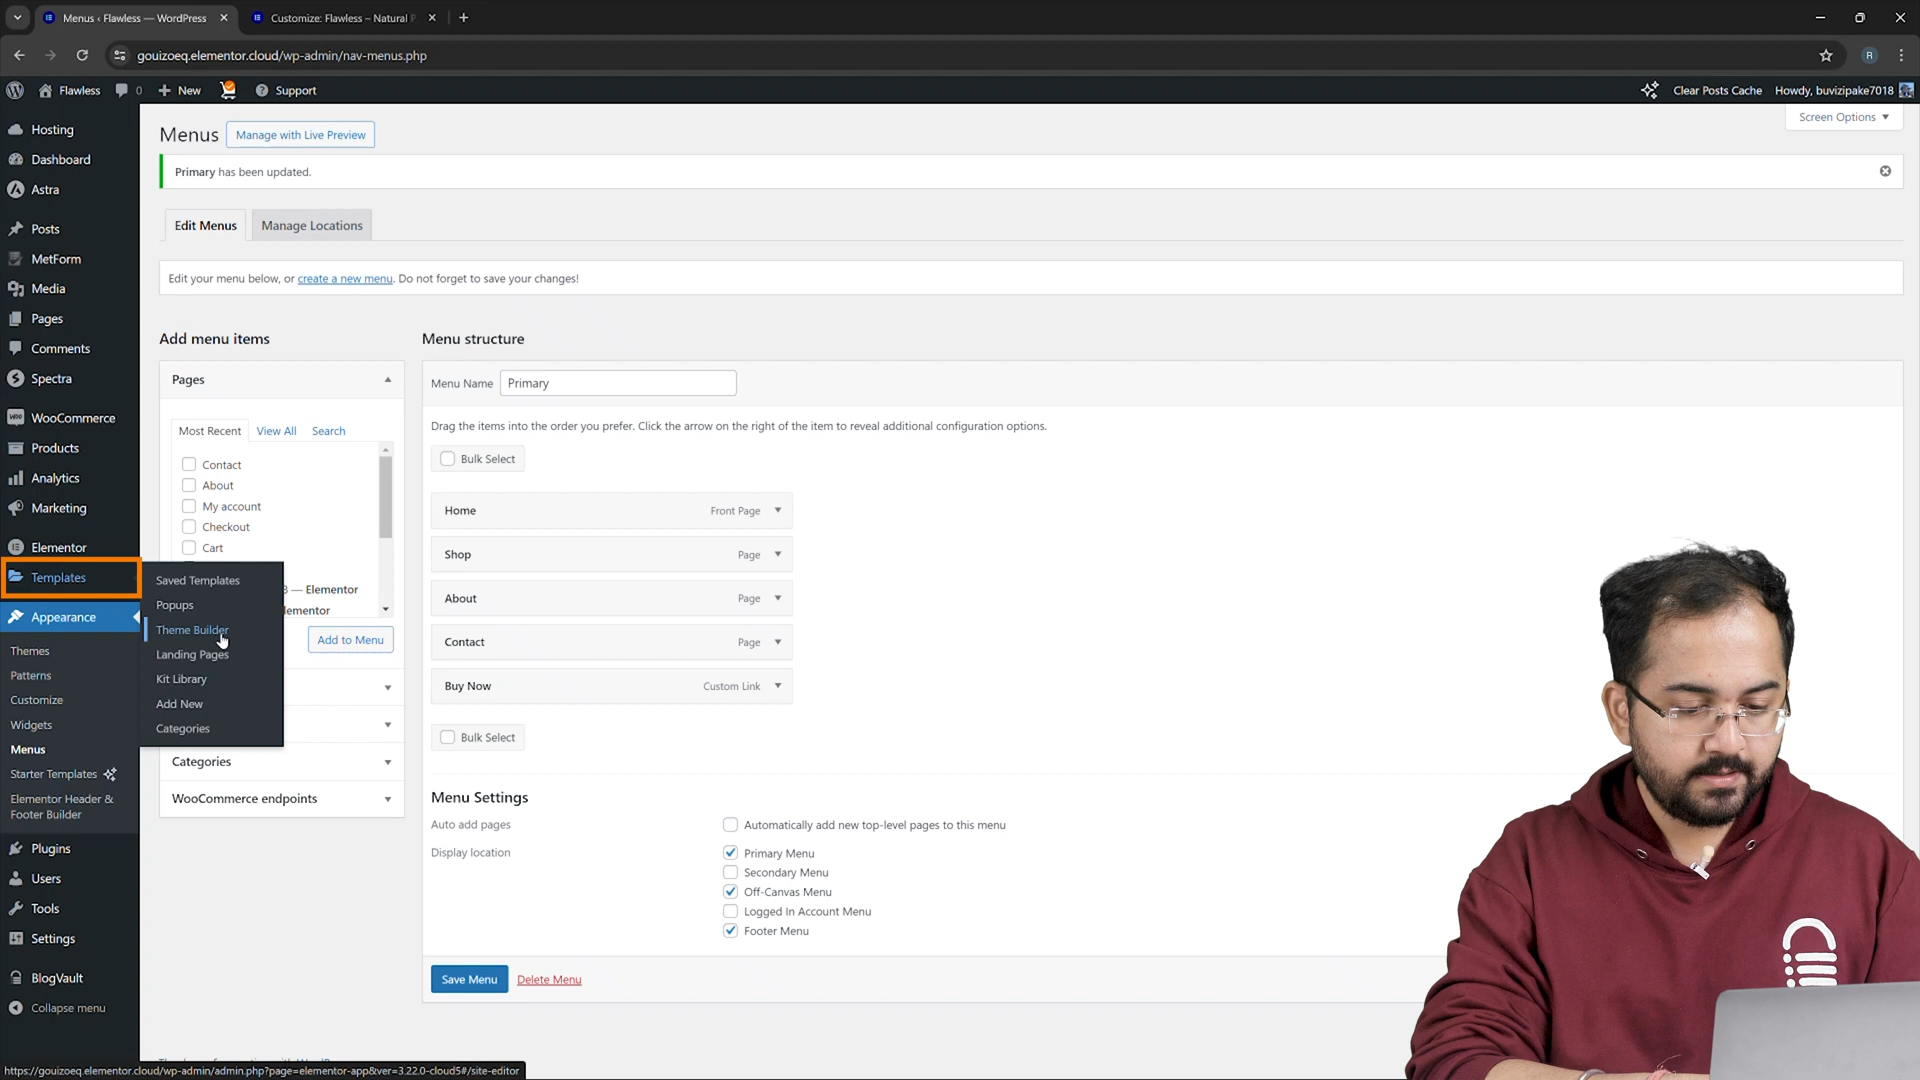 Menus ‹ Flawless — WordPress
Customize: Flawless – Natural
gouizoeq.elementor.cloud/wp-admin/nav-menus.php
R
Flawless
0
New
Support
Clear Posts Cache
Howdy, buvizipake7018
Hosting
Dashboard
Astra
Posts
MetForm
Media
Pages
Comments
Spectra
WooCommerce
Products
Analytics
Marketing
Elementor
Templates
Appearance
Themes
Patterns
Customize
Widgets
Menus
Starter Templates
Elementor Header &
Footer Builder
Plugins
Users
Tools
Settings
BlogVault
Collapse menu
Saved Templates
Popups
Theme Builder
Landing Pages
Kit Library
Add New
Categories
Menus
Manage with Live Preview
Screen Options
Primary has been updated.
Edit Menus
Manage Locations
Edit your menu below, or create a new menu. Do not forget to save your changes!
Add menu items
Pages
Most Recent
View All
Search
Contact
About
My account
Checkout
Cart
— Elementor
Add to Menu
Categories
WooCommerce endpoints
Menu structure
Menu Name
Primary
Drag the items into the order you prefer. Click the arrow on the right of the item to reveal additional configuration options.
Bulk Select
Home
Front Page
Shop
Page
About
Page
Contact
Page
Buy Now
Custom Link
Bulk Select
Menu Settings
Auto add pages
Automatically add new top-level pages to this menu
Display location
Primary Menu
Secondary Menu
Off-Canvas Menu
Logged In Account Menu
Footer Menu
Save Menu
Delete Menu
https://gouizoeq.elementor.cloud/wp-admin/admin.php?page=elementor-app&ver=3.22.0-cloud5#/site-editor